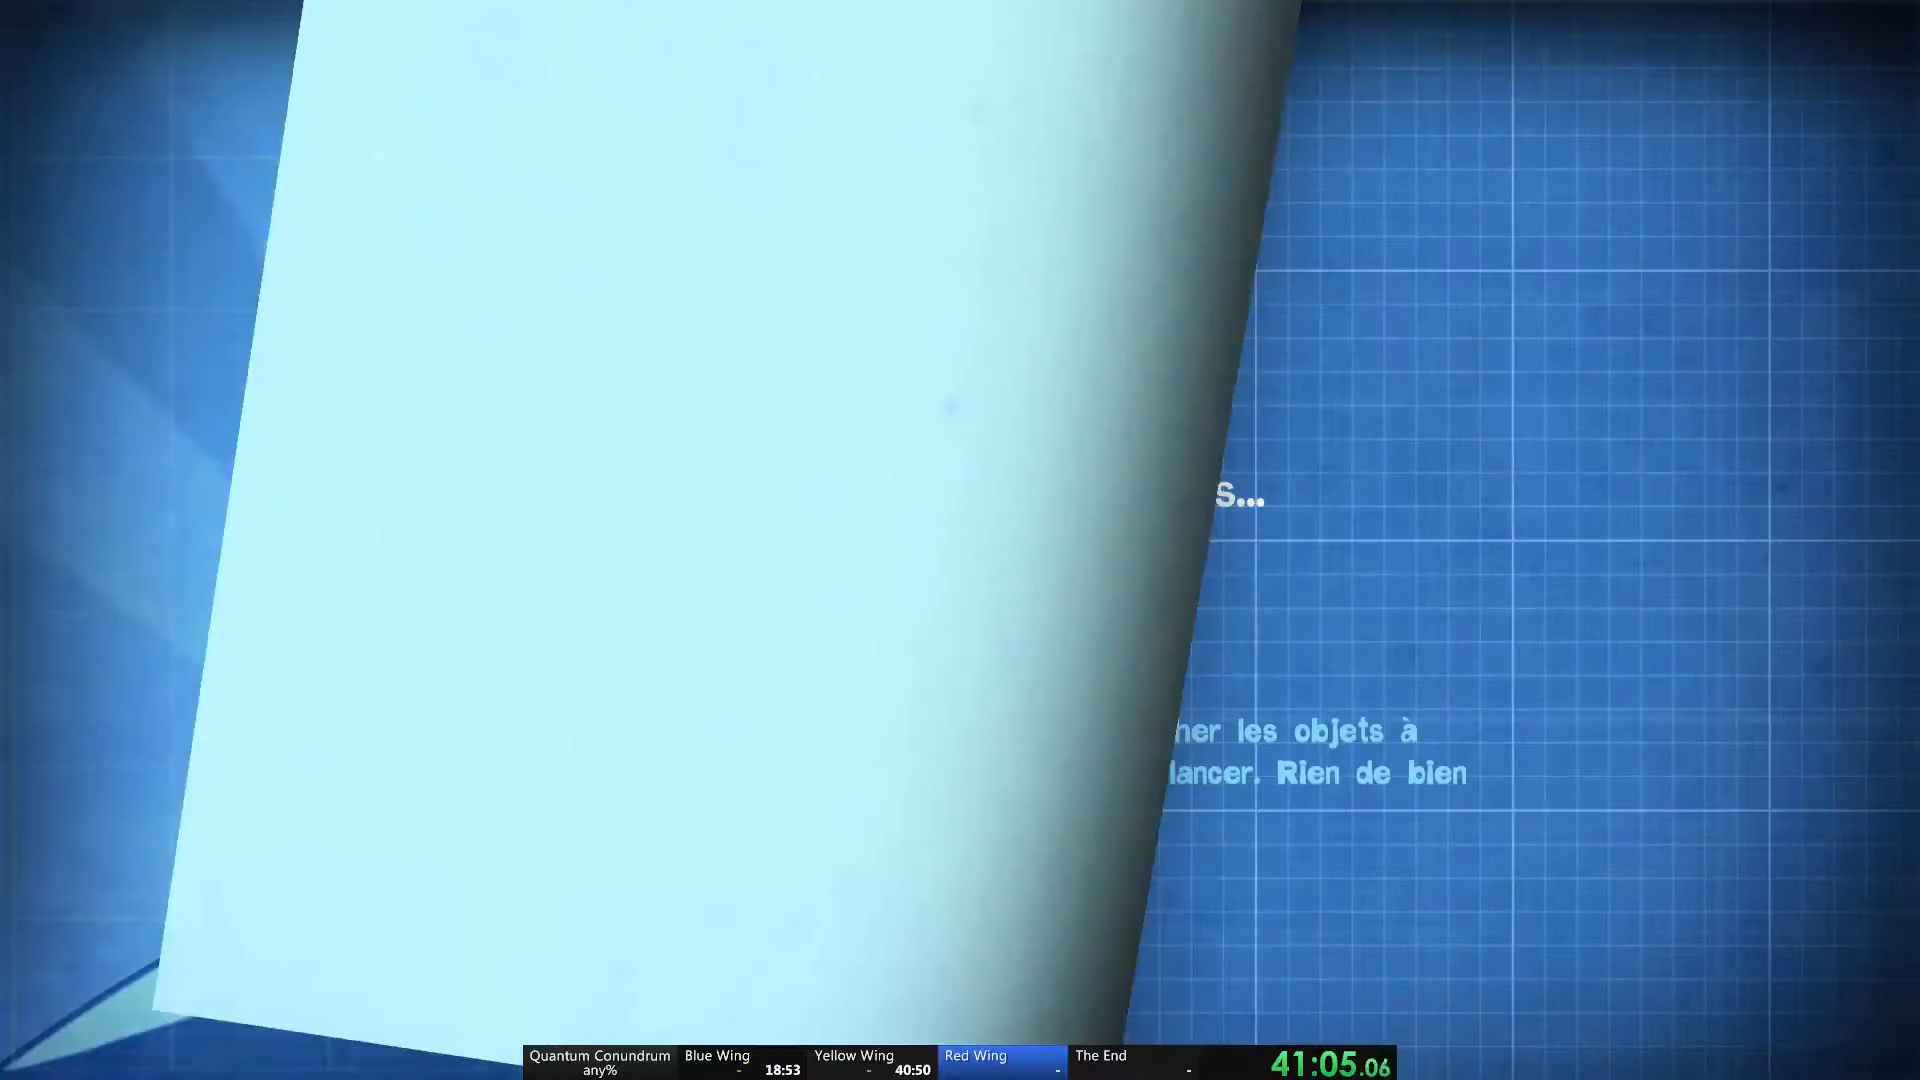 s...
her les objets à
lancer. Rien de bien
Quantum Conundrum
any%
Blue Wing
- 18:53
Yellow Wing
- 40:50
Red Wing
-
The End
-
41:05.06